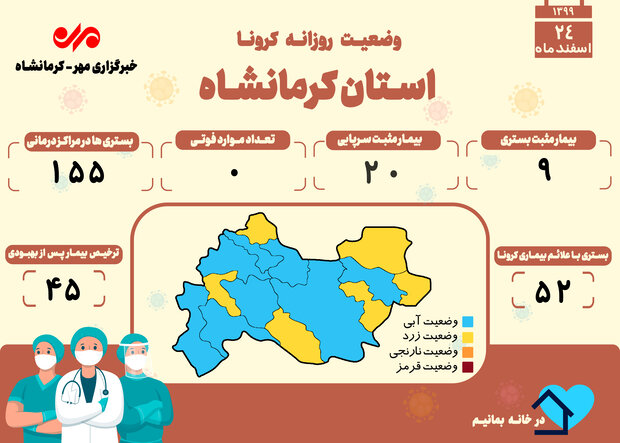 ۱۳۹۹
۲٤
اسفند ماه
وضعیت روزانه کرونا
استان کرمانشاه
خبرگزاری مهر-کرمانشاه
بیمار مثبت بستری
۹
بیمار مثبت سرپایی
۲۰
تعداد موارد فوتی
۰
بستری ها در مراکز درمانی
۱۵۵
بستری با علائم بیماری کرونا
۵۲
ترخیص بیمار پس از بهبودی
۴۵
وضعیت آبی
وضعیت زرد
وضعیت نارنجی
وضعیت قرمز
در خانه بمانیم